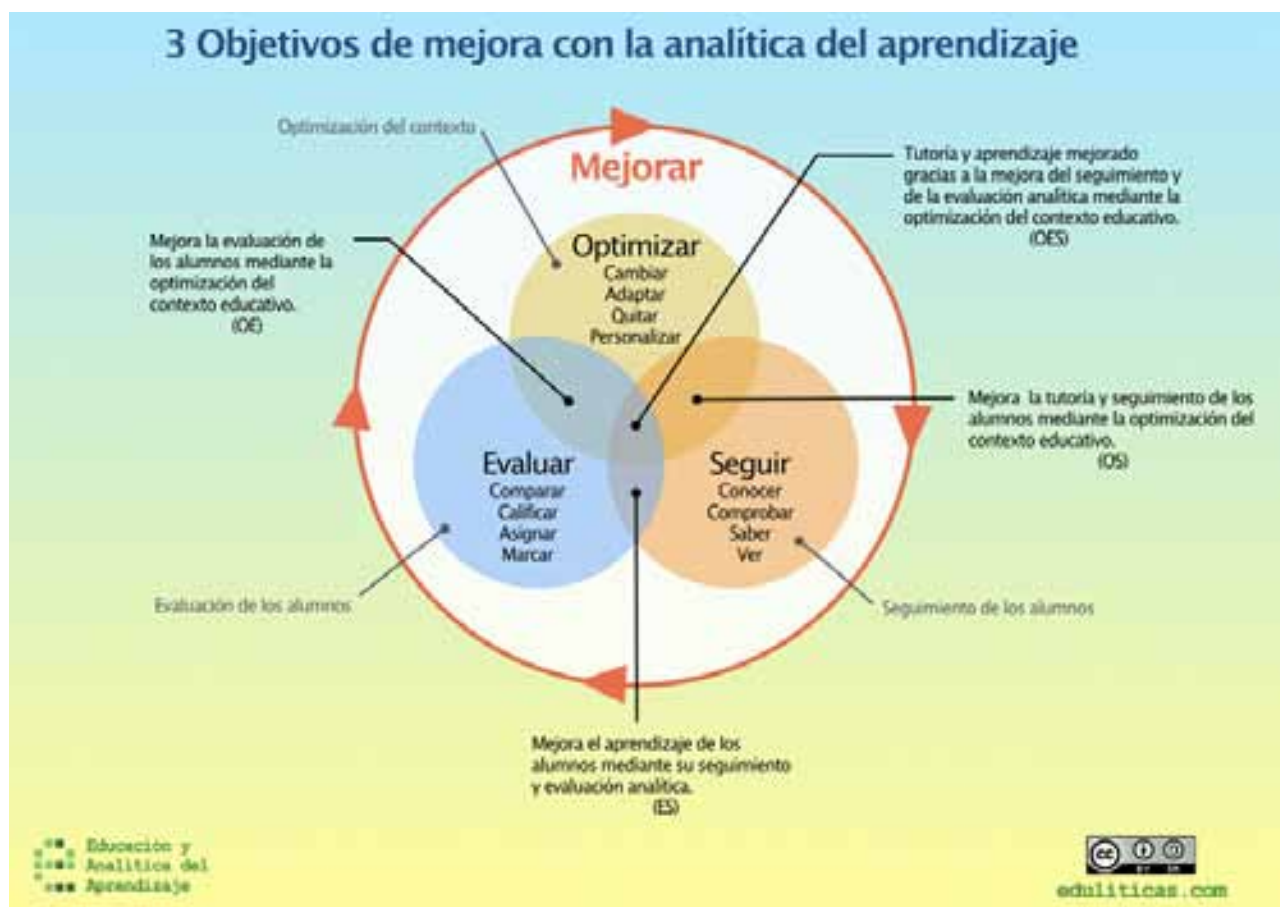 3 Objetivos de mejora con la analítica del aprendizaje
Optimización del contexto
Mejorar
Tutoría y aprendizaje mejorado
gracias a la mejora del seguimiento y
de la evaluación analítica mediante la
optimización del contexto educativo.
(OES)
Mejora la evaluación de
los alumnos mediante la
optimización del
contexto educativo.
(OE)
Optimizar
Cambiar
Adaptar
Quitar
Personalizar
Mejora la tutoría y seguimiento de los
alumnos mediante la optimización del
contexto educativo.
(OS)
Evaluar
Comparar
Calificar
Asignar
Marcar
Seguir
Conocer
Comprobar
Saber
Ver
Evaluación de los alumnos
Seguimiento de los alumnos
Mejora el aprendizaje de los
alumnos mediante su seguimiento
y evaluación analítica.
(ES)
Educación y
Analítica del
Aprendizaje
cc
eduliticas.com